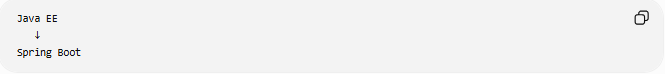 Java EE
↓
Spring Boot